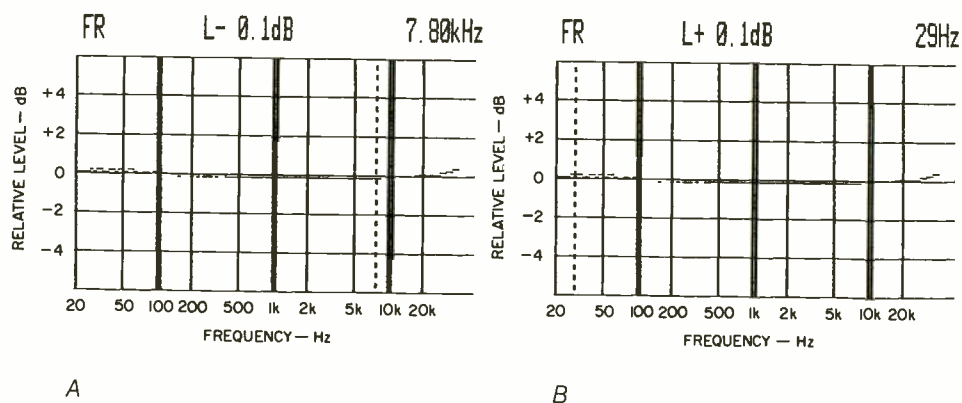 FR L- 0.1dB 7.80kHz
RELATIVE LEVEL — dB
+4
+2
0
-2
-4
20 50 100 200 500 1k 2k 5k 10k 20k
FREQUENCY — Hz
A
FR L+ 0.1dB 29Hz
RELATIVE LEVEL — dB
+4
+2
0
-2
-4
20 50 100 200 500 1k 2k 5k 10k 20k
FREQUENCY — Hz
B